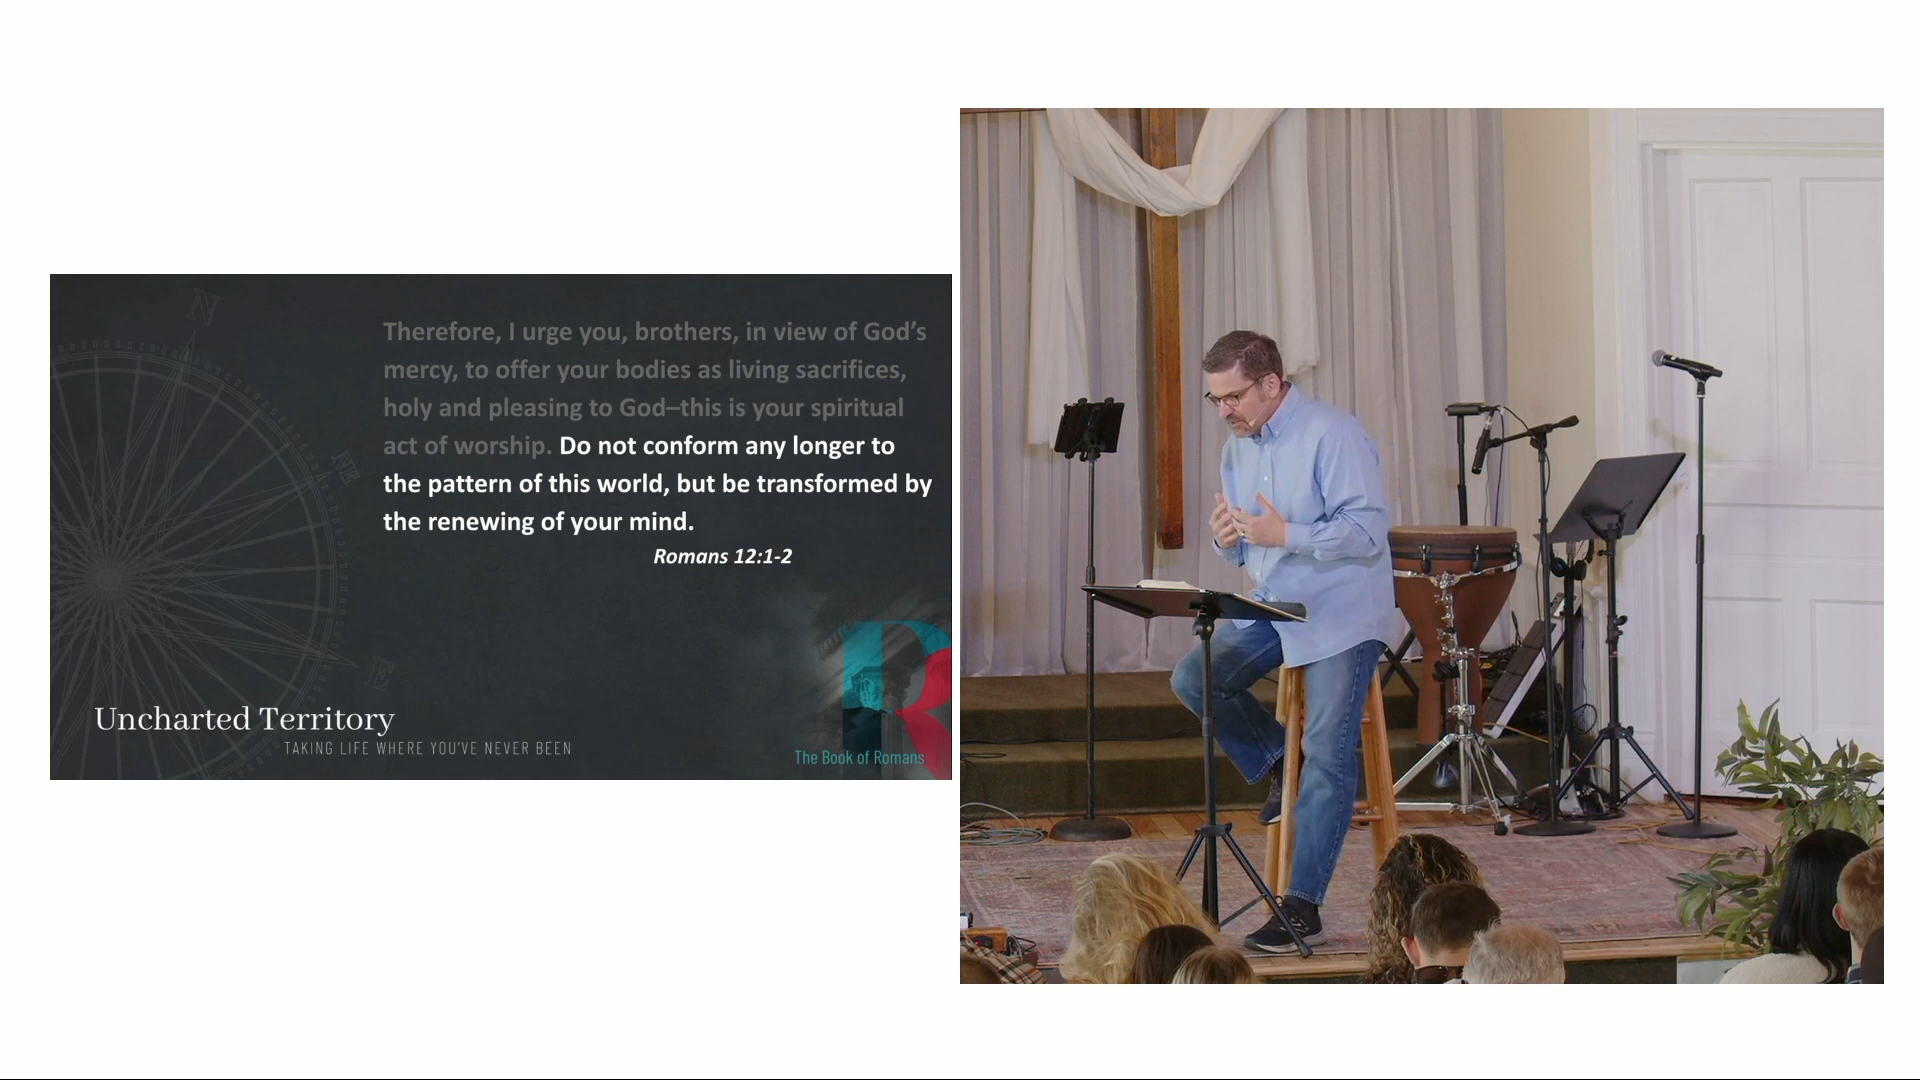 N
NE
E
Therefore, I urge you, brothers, in view of God’s
mercy, to offer your bodies as living sacrifices,
holy and pleasing to God–this is your spiritual
act of worship. Do not conform any longer to
the pattern of this world, but be transformed by
the renewing of your mind.
Romans 12:1-2
Uncharted Territory
TAKING LIFE WHERE YOU’VE NEVER BEEN
R
The Book of Romans